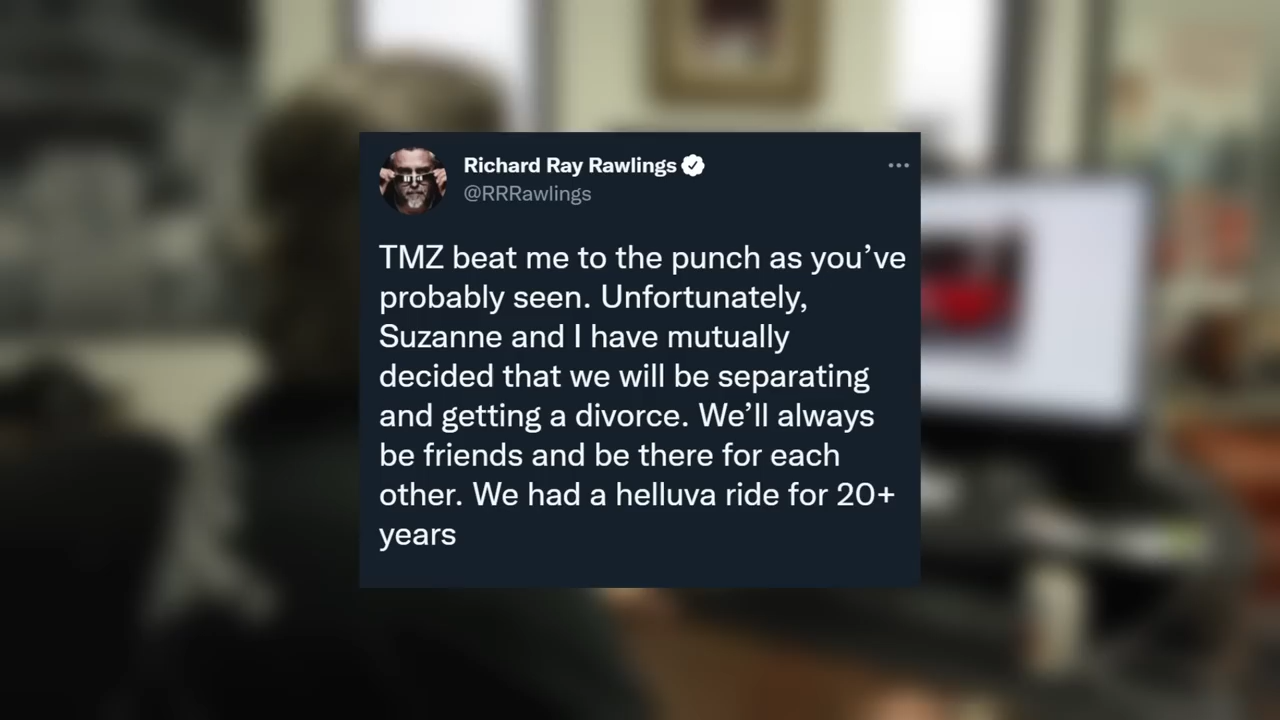 Richard Ray Rawlings
@RRRawlings
TMZ beat me to the punch as you’ve
probably seen. Unfortunately,
Suzanne and I have mutually
decided that we will be separating
and getting a divorce. We’ll always
be friends and be there for each
other. We had a helluva ride for 20+
years